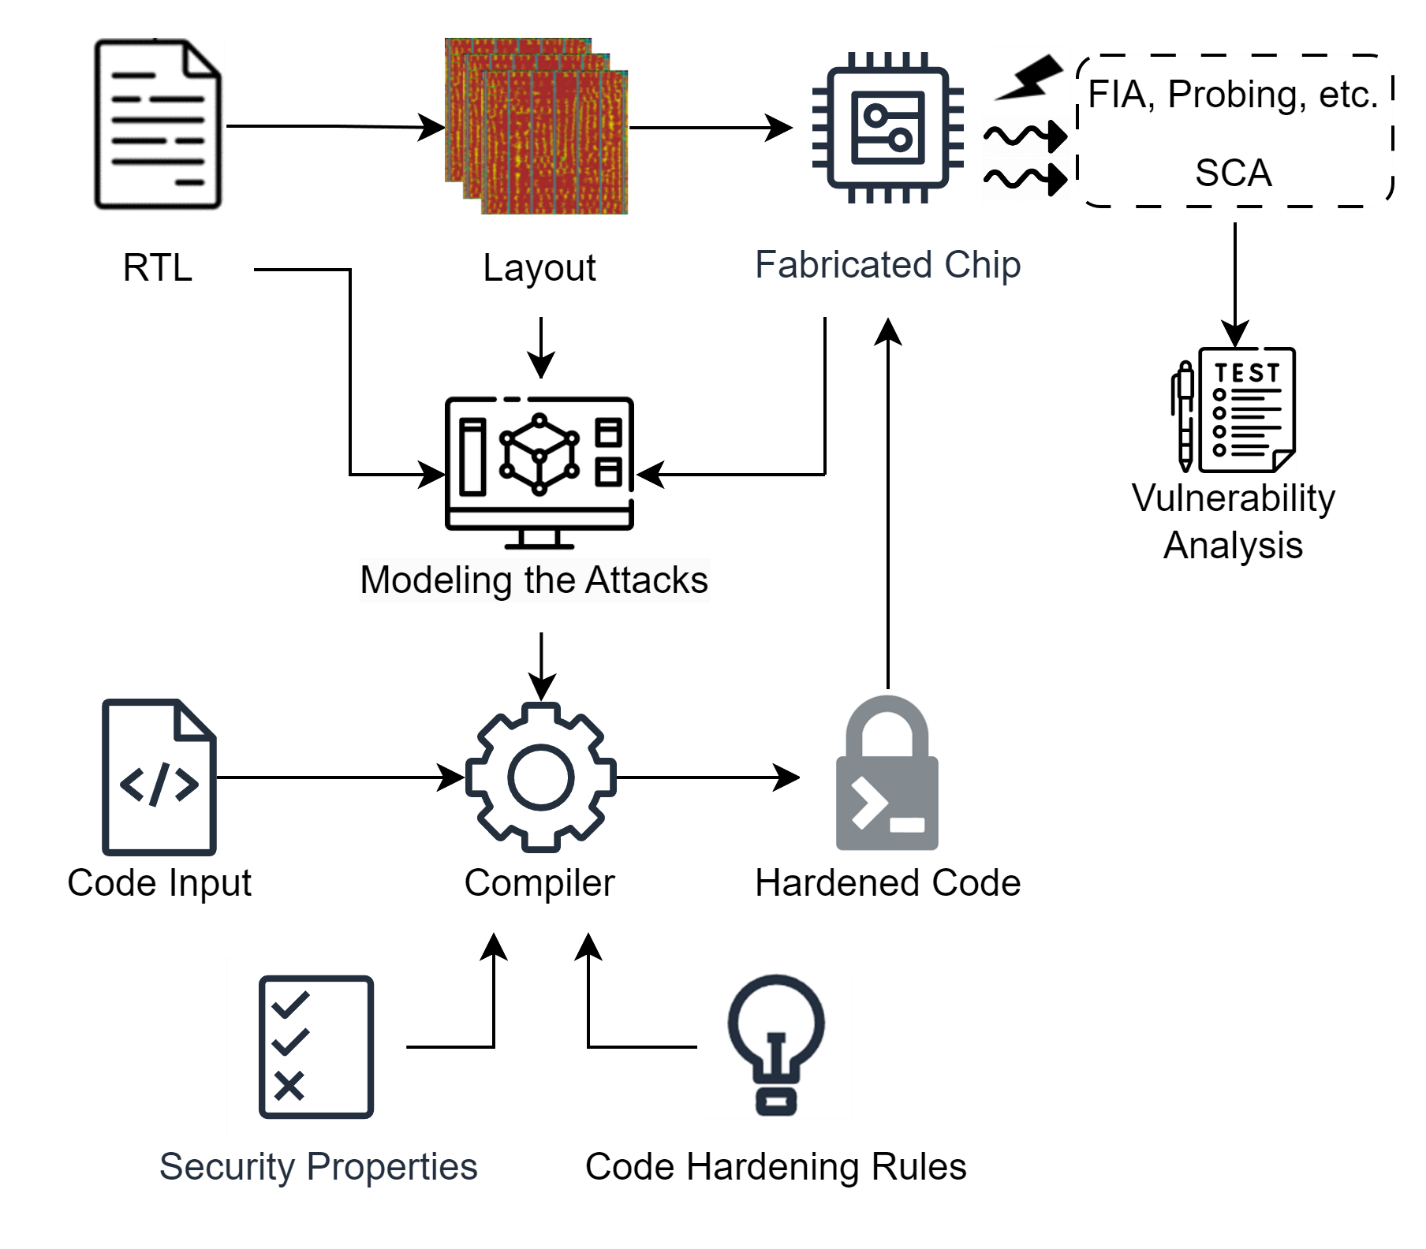 FIA, Probing, etc.
SCA
RTL
Layout
Fabricated Chip
TEST
Vulnerability
Analysis
Modeling the Attacks
</>
Code Input
Compiler
Hardened Code
Security Properties
Code Hardening Rules